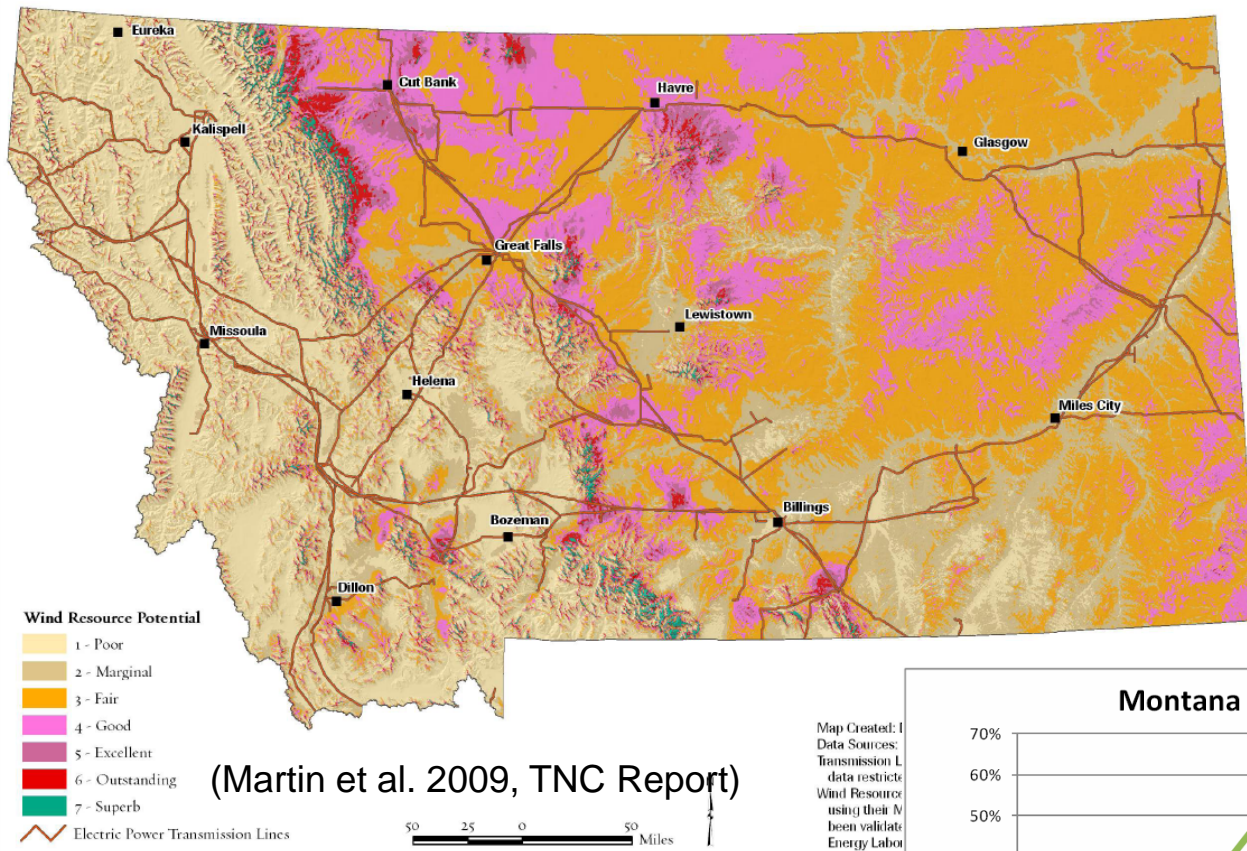 Eureka
Cut Bank
Havre
Kalispell
Glasgow
Great Falls
Lewistown
Missoula
Helena
Miles City
Billings
Bozeman
Dillon
Wind Resource Potential
1 - Poor
2 - Marginal
3 - Fair
4 - Good
5 - Excellent
6 - Outstanding
7 - Superb
Electric Power Transmission Lines
(Martin et al. 2009, TNC Report)
50 25 0 50 Miles
Map Created:
Data Sources:
Transmission L
data restricte
Wind Resource
using their M
been validate
Energy Labor
Montana
70%
60%
50%